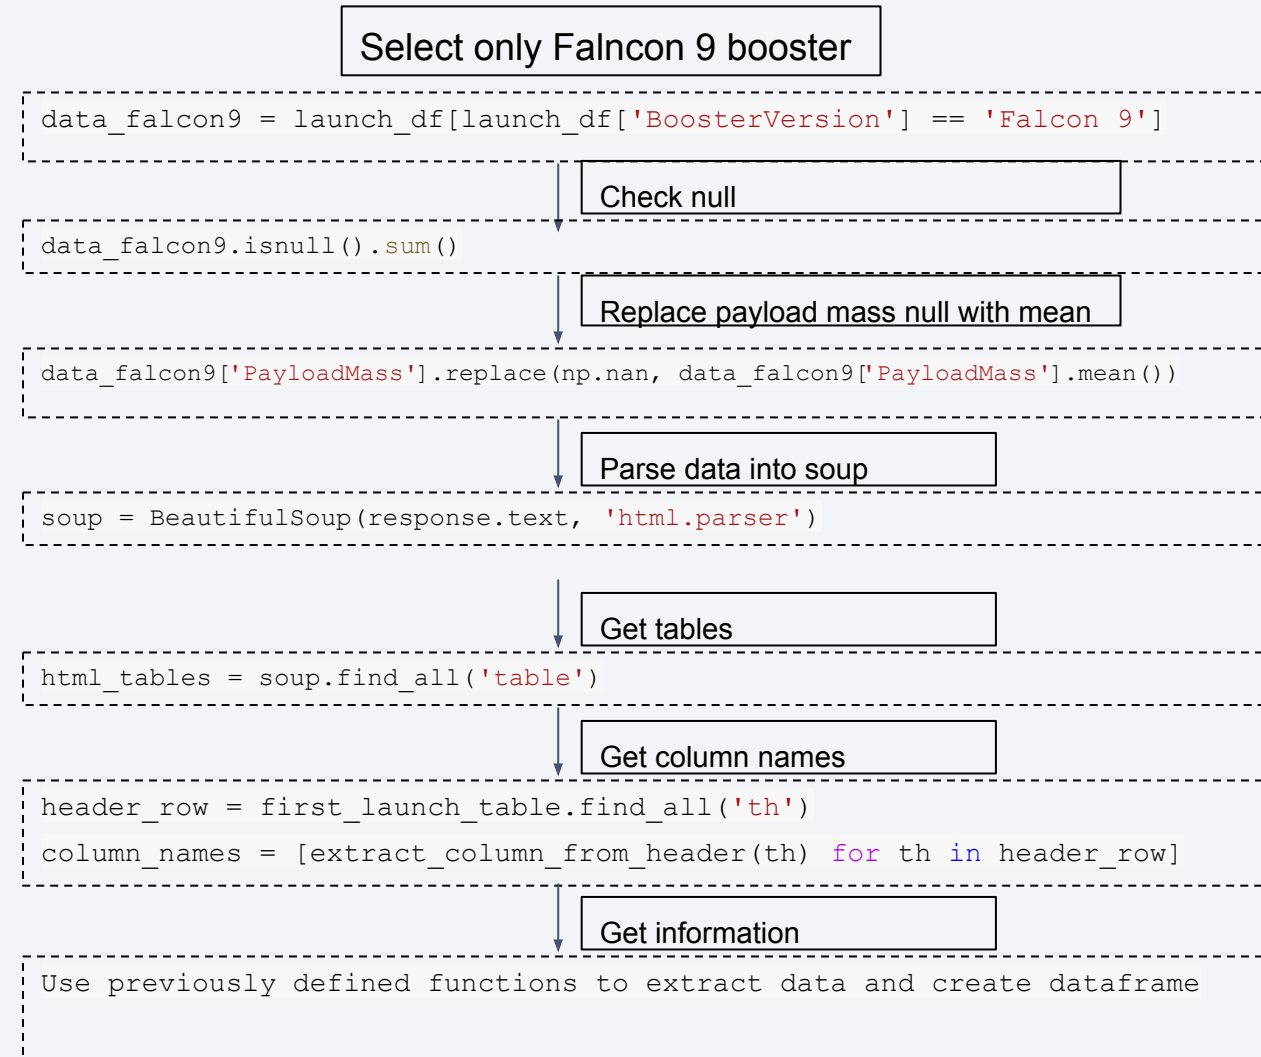 Select only Falncon 9 booster
data_falcon9 = launch_df[launch_df['BoosterVersion'] == 'Falcon 9']
Check null
data_falcon9.isnull().sum()
Replace payload mass null with mean
data_falcon9['PayloadMass'].replace(np.nan, data_falcon9['PayloadMass'].mean())
Parse data into soup
soup = BeautifulSoup(response.text, 'html.parser')
Get tables
html_tables = soup.find_all('table')
Get column names
header_row = first_launch_table.find_all('th')
column_names = [extract_column_from_header(th) for th in header_row]
Get information
Use previously defined functions to extract data and create dataframe